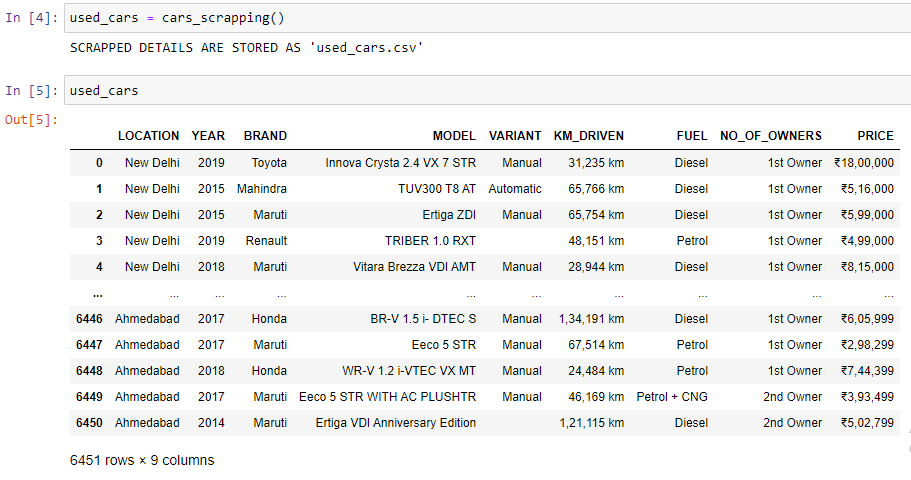 In [4]: used_cars = cars_scrapping()
SCRAPPED DETAILS ARE STORED AS 'used_cars.csv'
In [5]: used_cars
Out[5]:
LOCATION YEAR BRAND MODEL VARIANT KM_DRIVEN FUEL NO_OF_OWNERS PRICE
0 New Delhi 2019 Toyota Innova Crysta 2.4 VX 7 STR Manual 31,235 km Diesel 1st Owner ₹18,00,000
1 New Delhi 2015 Mahindra TUV300 T8 AT Automatic 65,766 km Diesel 1st Owner ₹5,16,000
2 New Delhi 2015 Maruti Ertiga ZDI Manual 65,754 km Diesel 1st Owner ₹5,99,000
3 New Delhi 2019 Renault TRIBER 1.0 RXT 48,151 km Petrol 1st Owner ₹4,99,000
4 New Delhi 2018 Maruti Vitara Brezza VDI AMT Manual 28,944 km Diesel 1st Owner ₹8,15,000
... ... ... ... ... ... ... ... ... ...
6446 Ahmedabad 2017 Honda BR-V 1.5 i- DTEC S Manual 1,34,191 km Diesel 1st Owner ₹6,05,999
6447 Ahmedabad 2017 Maruti Eeco 5 STR Manual 67,514 km Petrol 1st Owner ₹2,98,299
6448 Ahmedabad 2018 Honda WR-V 1.2 i-VTEC VX MT Manual 24,484 km Petrol 1st Owner ₹7,44,399
6449 Ahmedabad 2017 Maruti Eeco 5 STR WITH AC PLUSHTR Manual 46,169 km Petrol + CNG 2nd Owner ₹3,93,499
6450 Ahmedabad 2014 Maruti Ertiga VDI Anniversary Edition 1,21,115 km Diesel 2nd Owner ₹5,02,799
6451 rows × 9 columns